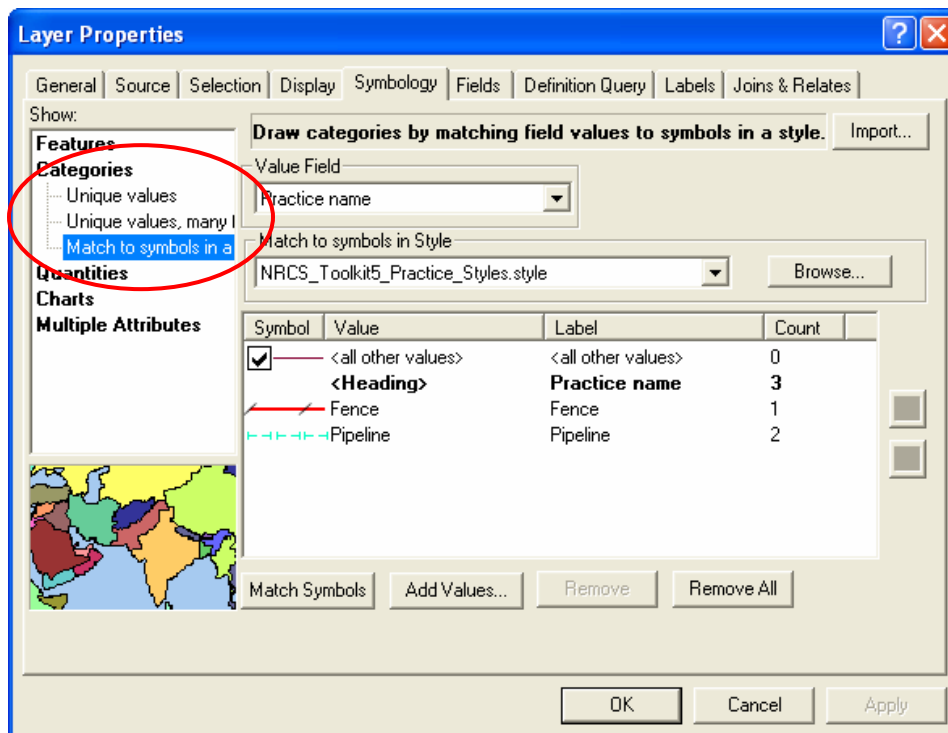 Layer Properties
General Source Selection Display Symbology Fields Definition Query Labels Joins & Relates
Show:
Features
Categories
Unique values
Unique values, many
Match to symbols in a
Quantities
Charts
Multiple Attributes
Draw categories by matching field values to symbols in a style.
Import...
Value Field
Practice name
Match to symbols in Style
NRCS_Toolkit5_Practice_Styles.style
Browse...
Symbol Value Label Count
<all other values> <all other values> 0
<Heading> Practice name 3
Fence Fence 1
Pipeline Pipeline 2
Match Symbols Add Values... Remove Remove All
OK Cancel Apply